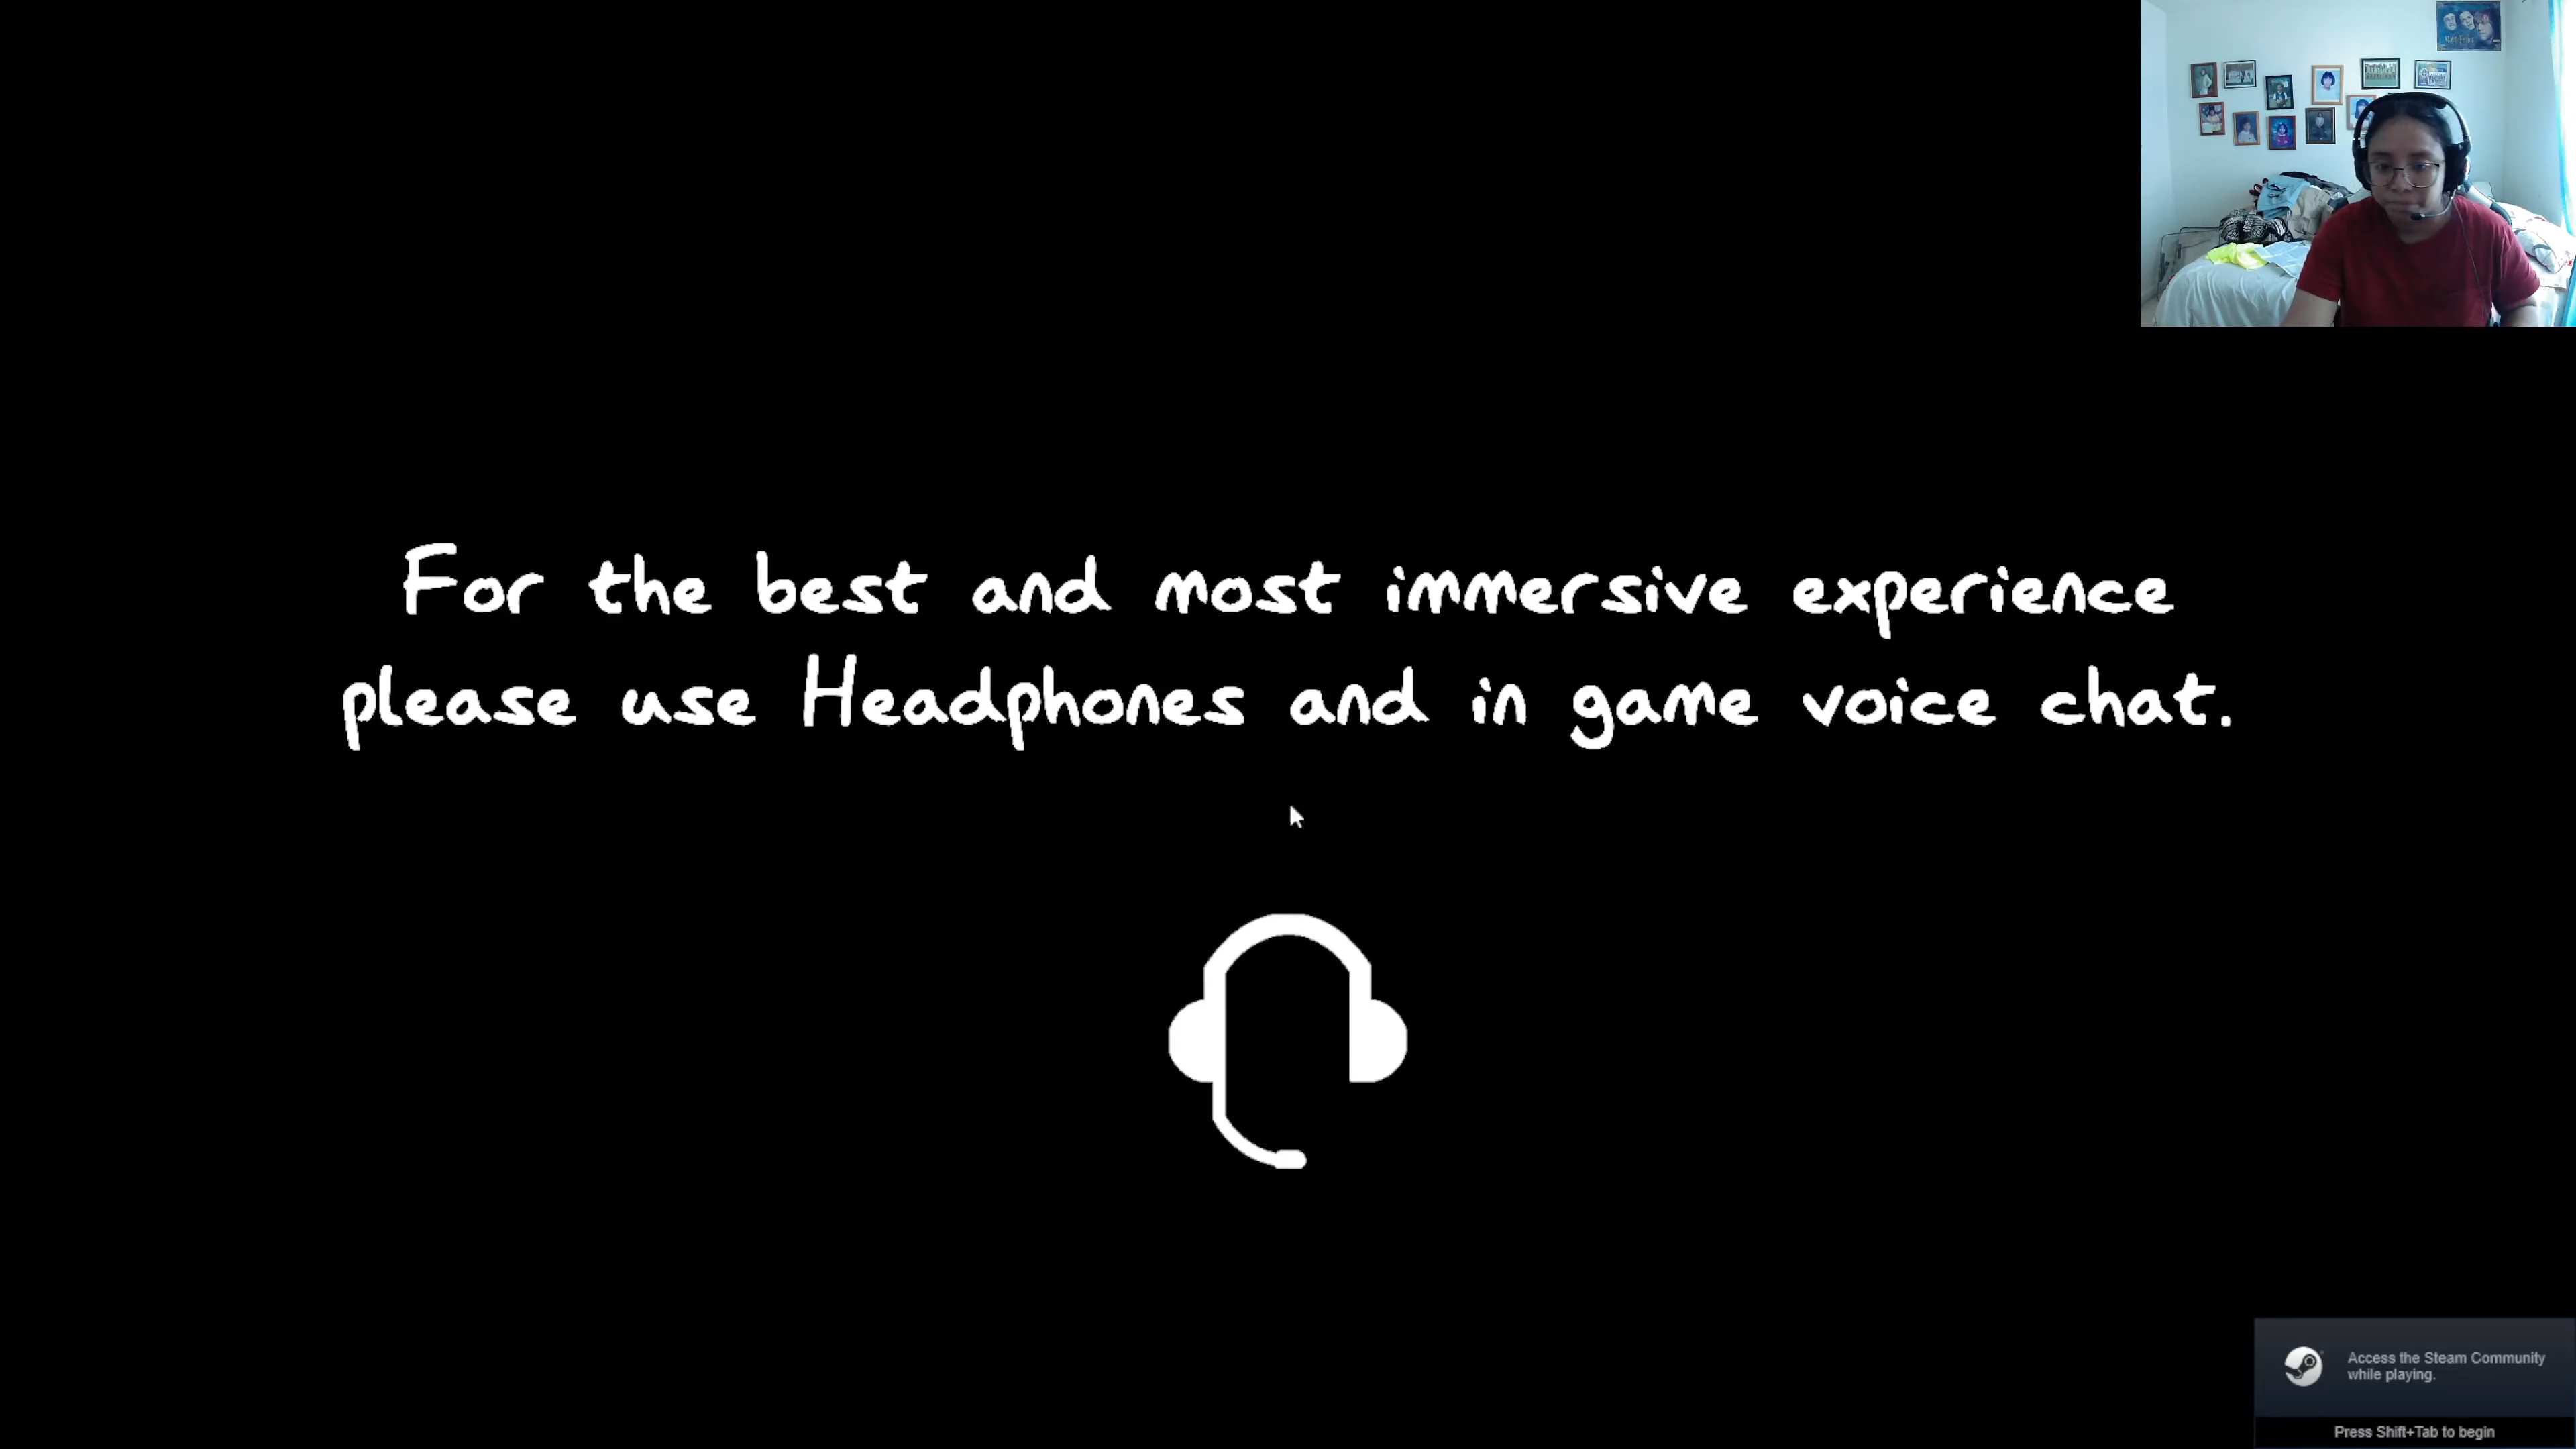 For the best and most immersive experience
please use Headphones and in game voice chat.
Access the Steam Community
while playing.
Press Shift+Tab to begin